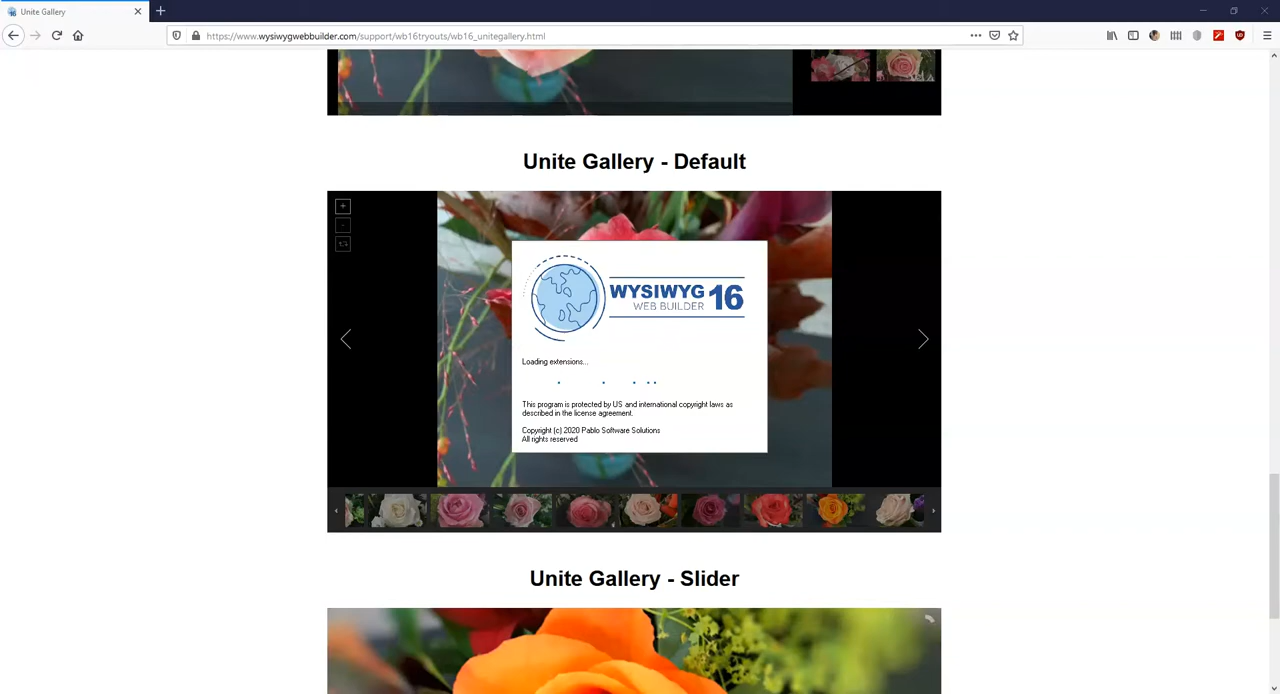 Unite Gallery
https://www.wysiwygwebbuilder.com/support/wb16tryouts/wb16_unitegallery.html
Unite Gallery - Default
WYSIWYG 16
WEB BUILDER
Loading extensions...
This program is protected by US and international copyright laws as
described in the license agreement.
Copyright (c) 2020 Pablo Software Solutions
All rights reserved
Unite Gallery - Slider